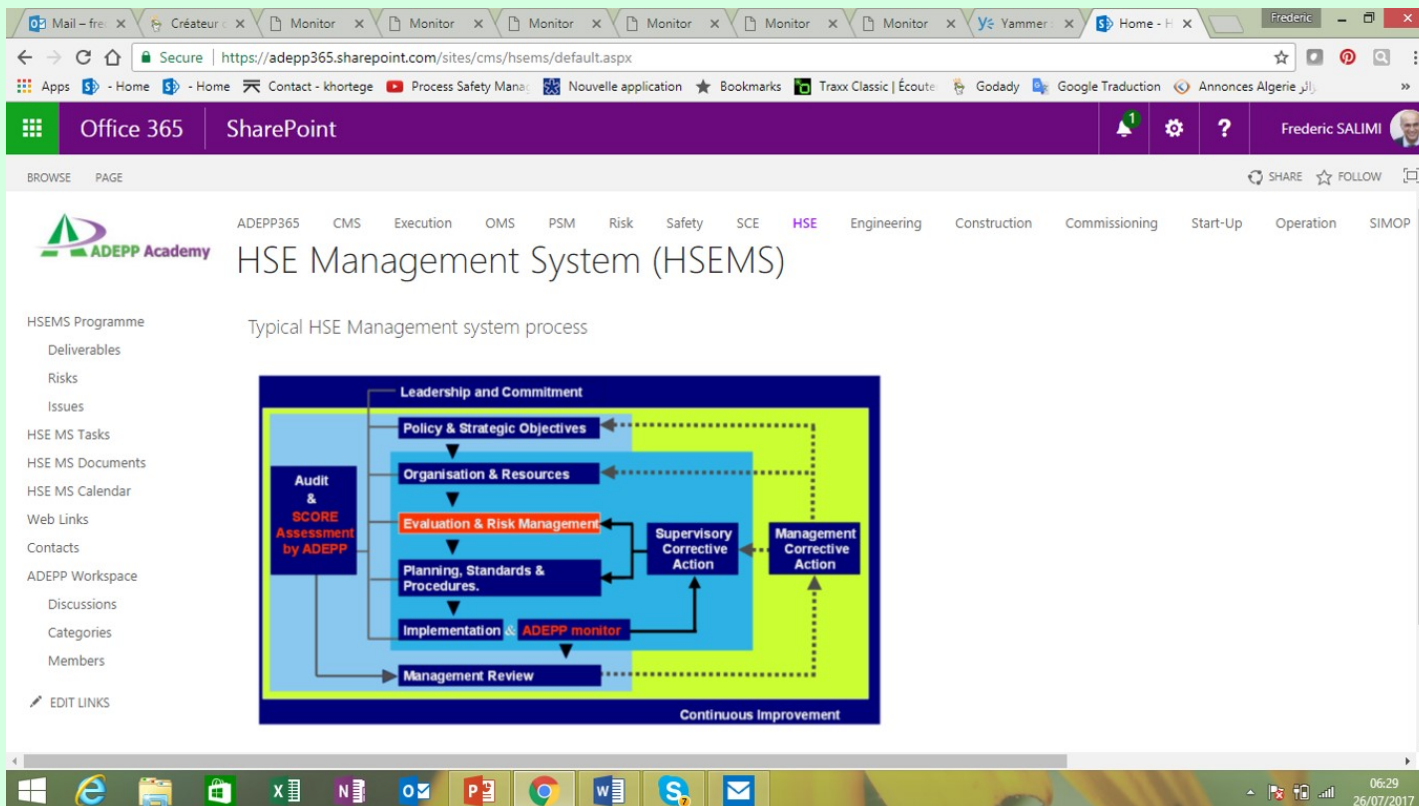 Mail – fre
Créateur
Monitor
Monitor
Monitor
Monitor
Monitor
Monitor
Yammer
Home - H
Frederic
Secure
https://adepp365.sharepoint.com/sites/cms/hsems/default.aspx
Apps
- Home
- Home
Contact - khortege
Process Safety Mana
Nouvelle application
Bookmarks
Traxx Classic | Écoute
Godady
Google Traduction
Annonces Algerie
»
Office 365
SharePoint
1
?
Frederic SALIMI
BROWSE
PAGE
SHARE
FOLLOW
ADEPP Academy
ADEPP365
CMS
Execution
OMS
PSM
Risk
Safety
SCE
HSE
Engineering
Construction
Commissioning
Start-Up
Operation
SIMOP
HSE Management System (HSEMS)
HSEMS Programme
Deliverables
Risks
Issues
HSE MS Tasks
HSE MS Documents
HSE MS Calendar
Web Links
Contacts
ADEPP Workspace
Discussions
Categories
Members
EDIT LINKS
Typical HSE Management system process
Leadership and Commitment
Policy & Strategic Objectives
Organisation & Resources
Evaluation & Risk Management
Planning, Standards &
Procedures.
Implementation & ADEPP monitor
Management Review
Audit
&
SCORE
Assessment
by ADEPP
Supervisory
Corrective
Action
Management
Corrective
Action
Continuous Improvement
06:29
26/07/2017